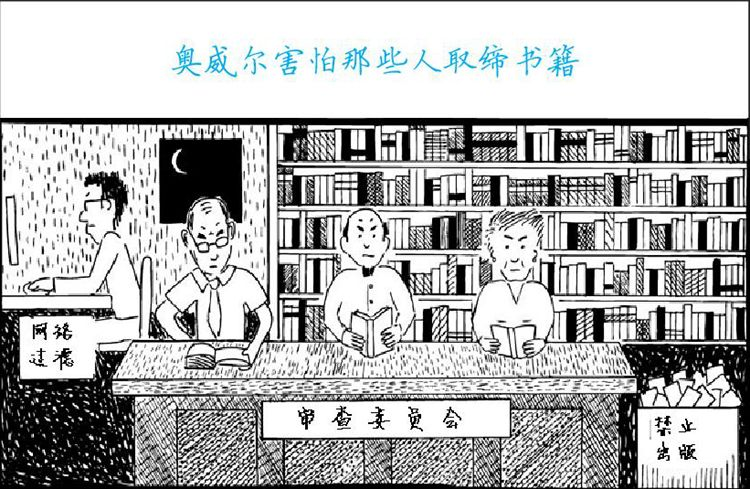 奥威尔害怕那些人取缔书籍
网络
过滤
审查委员会
禁止
出版